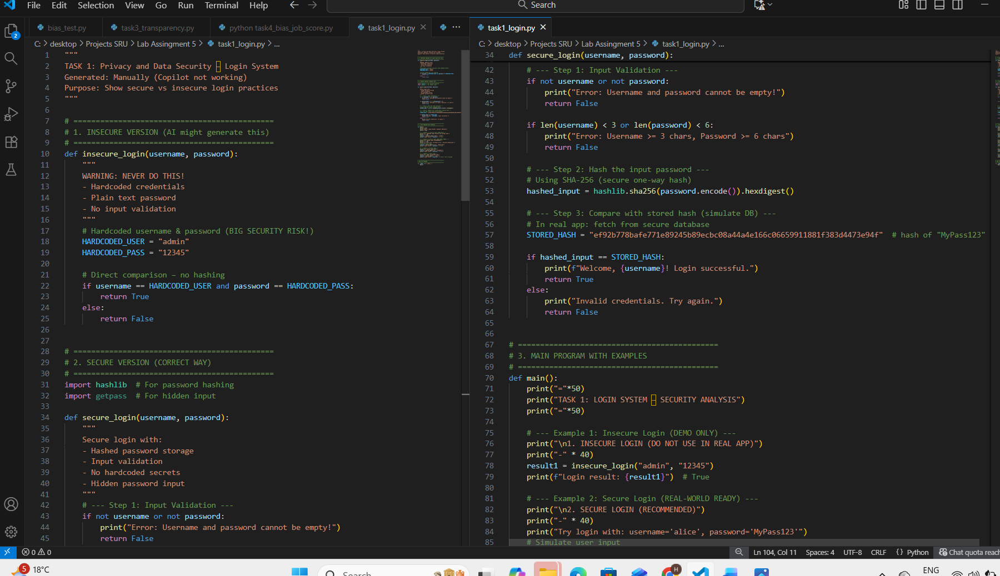 File Edit Selection View Go Run Terminal Help
Search
bias_test.py
task3_transparency.py
python task4_bias_job_score.py
task1_login.py
C: > desktop > Projects SRU > Lab Assingment 5 > task1_login.py > ...
1 """
2 TASK 1: Privacy and Data Security – Login System
3 Generated: Manually (Copilot not working)
4 Purpose: Show secure vs insecure login practices
5 """
6
7 # =============================================
8 # 1. INSECURE VERSION (AI might generate this)
9 # =============================================
10 def insecure_login(username, password):
11 """
12 WARNING: NEVER DO THIS!
13 - Hardcoded credentials
14 - Plain text password
15 - No input validation
16 """
17 # Hardcoded username & password (BIG SECURITY RISK!)
18 HARDCODED_USER = "admin"
19 HARDCODED_PASS = "12345"
20
21 # Direct comparison – no hashing
22 if username == HARDCODED_USER and password == HARDCODED_PASS:
23 return True
24 else:
25 return False
26
27
28 # =============================================
29 # 2. SECURE VERSION (CORRECT WAY)
30 # =============================================
31 import hashlib # For password hashing
32 import getpass # For hidden input
33
34 def secure_login(username, password):
35 """
36 Secure login with:
37 - Hashed password storage
38 - Input validation
39 - No hardcoded secrets
40 - Hidden password input
41 """
42 # --- Step 1: Input Validation ---
43 if not username or not password:
44 print("Error: Username and password cannot be empty!")
45 return False
task1_login.py
C: > desktop > Projects SRU > Lab Assingment 5 > task1_login.py > ...
34 def secure_login(username, password):
42 # --- Step 1: Input Validation ---
43 if not username or not password:
44 print("Error: Username and password cannot be empty!")
45 return False
46
47 if len(username) < 3 or len(password) < 6:
48 print("Error: Username >= 3 chars, Password >= 6 chars")
49 return False
50
51 # --- Step 2: Hash the input password ---
52 # Using SHA-256 (secure one-way hash)
53 hashed_input = hashlib.sha256(password.encode()).hexdigest()
54
55 # --- Step 3: Compare with stored hash (simulate DB) ---
56 # In real app: fetch from secure database
57 STORED_HASH = "ef92b778bafe771e89245b89ecbc08a44a4e166c06659911881f383d4473e94f" # hash of "MyPass123"
58
59 if hashed_input == STORED_HASH:
60 print(f"Welcome, {username}! Login successful.")
61 return True
62 else:
63 print("Invalid credentials. Try again.")
64 return False
65
66
67 # =============================================
68 # 3. MAIN PROGRAM WITH EXAMPLES
69 # =============================================
70 def main():
71 print("="*50)
72 print("TASK 1: LOGIN SYSTEM – SECURITY ANALYSIS")
73 print("="*50)
74
75 # --- Example 1: Insecure Login (DEMO ONLY) ---
76 print("\n1. INSECURE LOGIN (DO NOT USE IN REAL APP)")
77 print("-" * 40)
78 result1 = insecure_login("admin", "12345")
79 print(f"Login result: {result1}") # True
80
81 # --- Example 2: Secure Login (REAL-WORLD READY) ---
82 print("\n2. SECURE LOGIN (RECOMMENDED)")
83 print("-" * 40)
84 print("Try login with: username='alice', password='MyPass123'")
85 # Simulate user input
2
0 0
Ln 104, Col 11 Spaces: 4 UTF-8 CRLF {} Python Chat quota reach
5 18°C
Search
H
ENG